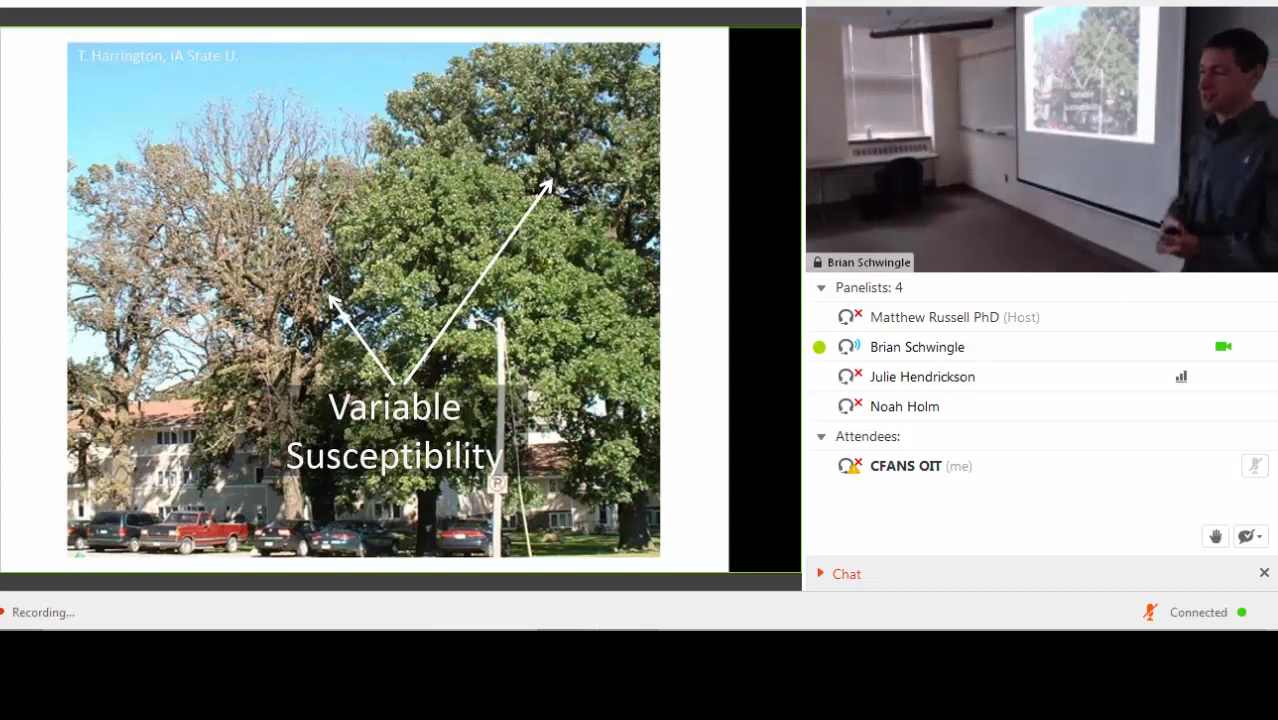 T. Harrington, IA State U.
Variable
Susceptibility
P
Brian Schwingle
Panelists: 4
Matthew Russell PhD (Host)
Brian Schwingle
Julie Hendrickson
Noah Holm
Attendees:
CFANS OIT (me)
Chat
Recording...
Connected